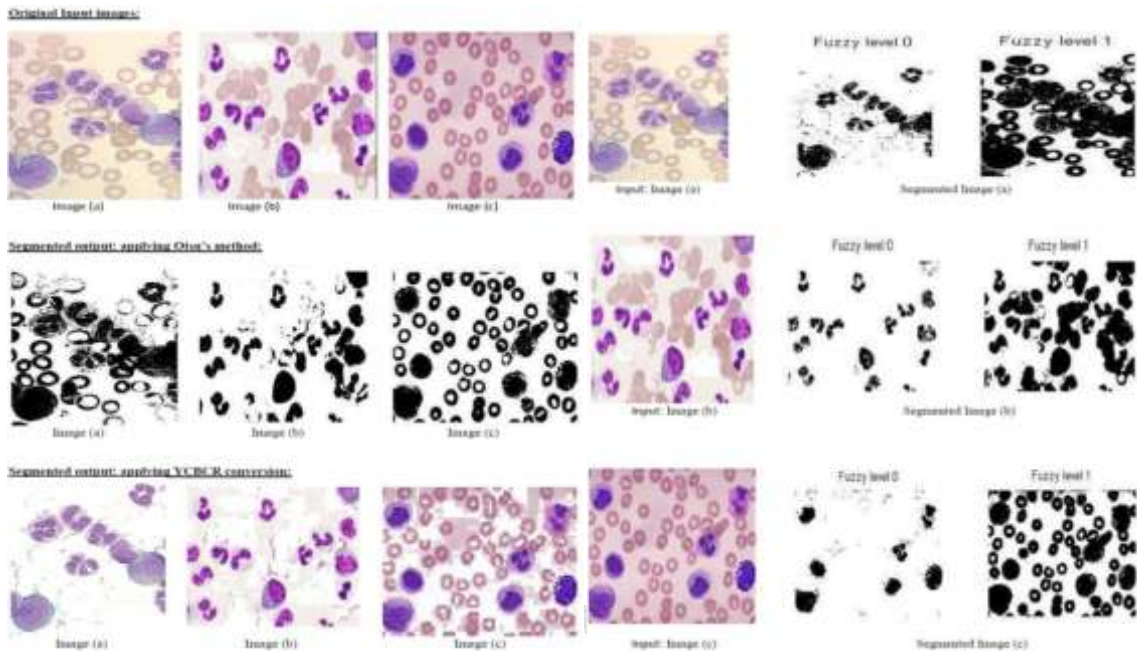 Original Input images:
Image (a)
Image (b)
Image (c)
Segmented output: applying Otsu's method:
Image (a)
Image (b)
Image (c)
Segmented output: applying YCBCR conversion:
Image (a)
Image (b)
Image (c)
Fuzzy level 0
Fuzzy level 1
Input: Image (a)
Segmented Image (a)
Fuzzy level 0
Fuzzy level 1
Input: Image (b)
Segmented Image (b)
Fuzzy level 0
Fuzzy level 1
Input: Image (c)
Segmented Image (c)